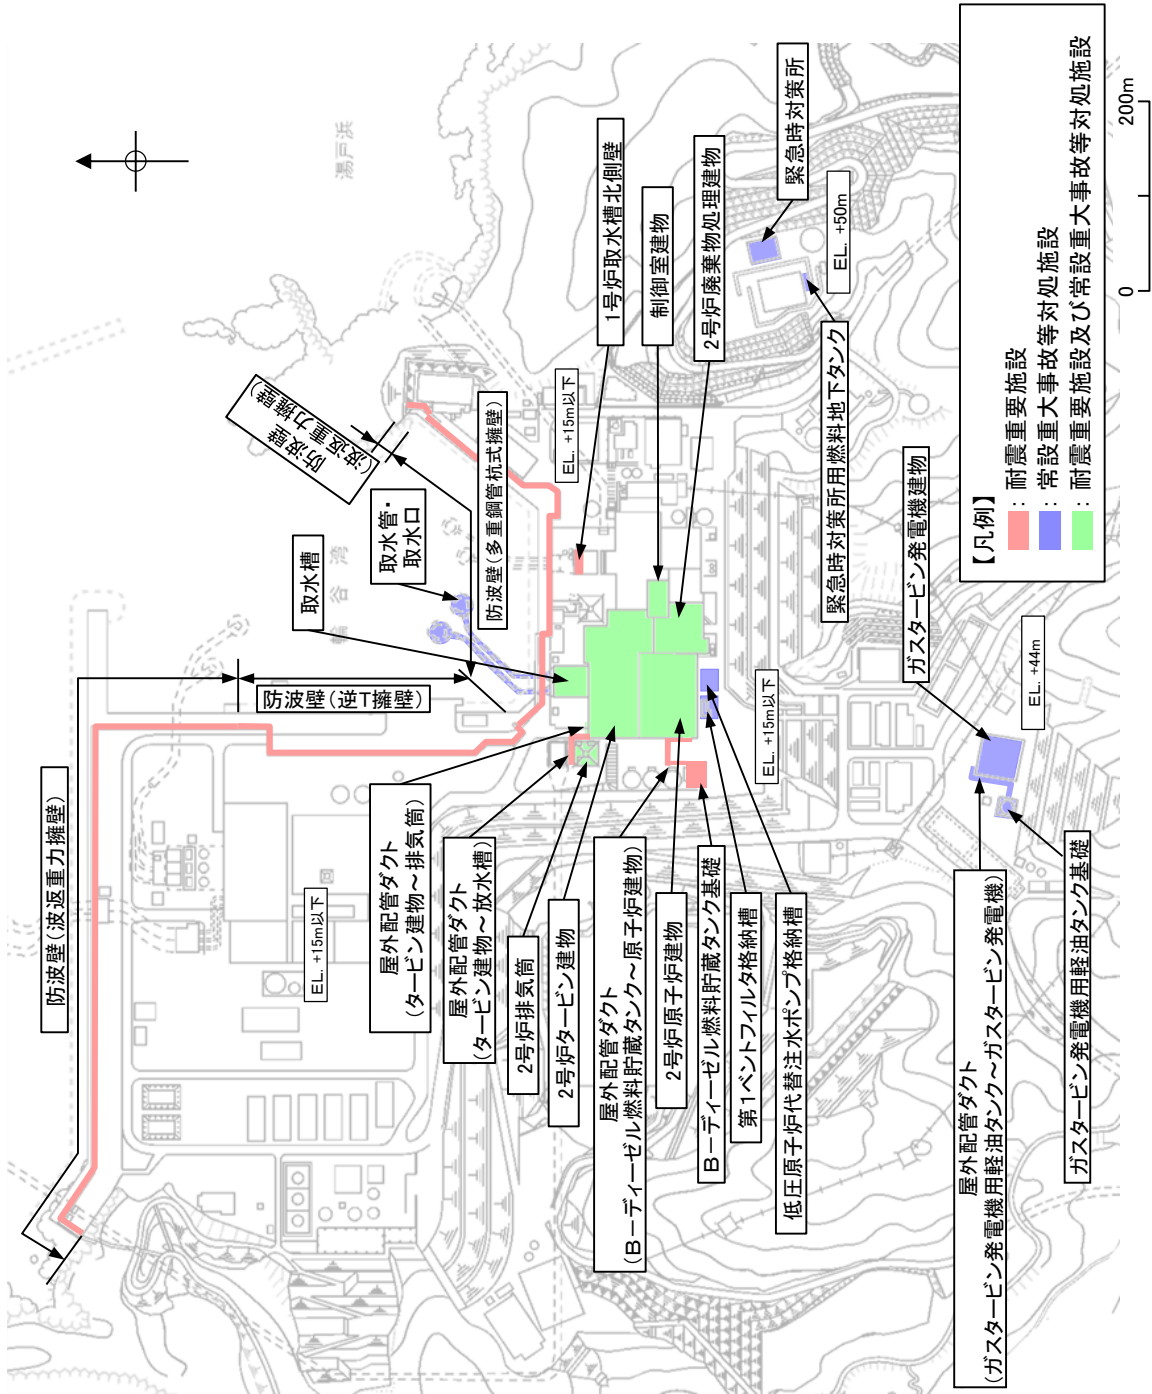 防波壁(波返重力擁壁)
防波壁(逆T擁壁)
防波壁
(波返重力擁壁)
防波壁(多重鋼管杭式擁壁)
取水槽
取水管・
取水口
湯戸浜
輪谷湾
1号炉取水槽北側壁
制御室建物
2号炉廃棄物処理建物
緊急時対策所
EL. +50m
緊急時対策所用燃料地下タンク
EL. +15m以下
EL. +15m以下
EL. +15m以下
屋外配管ダクト
(タービン建物~排気筒)
屋外配管ダクト
(タービン建物~放水槽)
2号炉排気筒
2号炉タービン建物
屋外配管ダクト
(B-ディーゼル燃料貯蔵タンク~原子炉建物)
2号炉原子炉建物
B-ディーゼル燃料貯蔵タンク基礎
第1ベントフィルタ格納槽
低圧原子炉代替注水ポンプ格納槽
ガスタービン発電機建物
EL. +44m
屋外配管ダクト
(ガスタービン発電機用軽油タンク~ガスタービン発電機)
ガスタービン発電機用軽油タンク基礎
【凡例】
:耐震重要施設
:常設重大事故等対処施設
:耐震重要施設及び常設重大事故等対処施設
0 200m